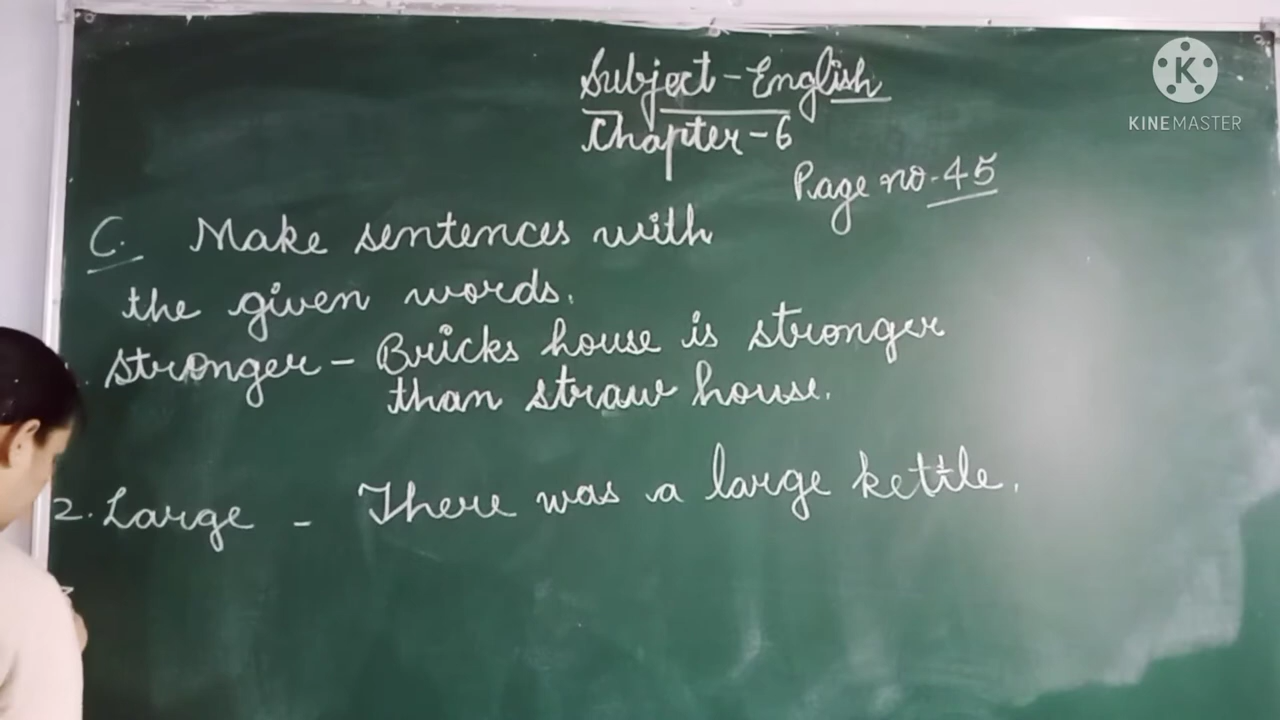 Subject - English
Chapter - 6
Page no. 45
C. Make sentences with
the given words.
stronger - Bricks house is stronger
than straw house.
2. Large - There was a large kettle.
K
KINEMASTER